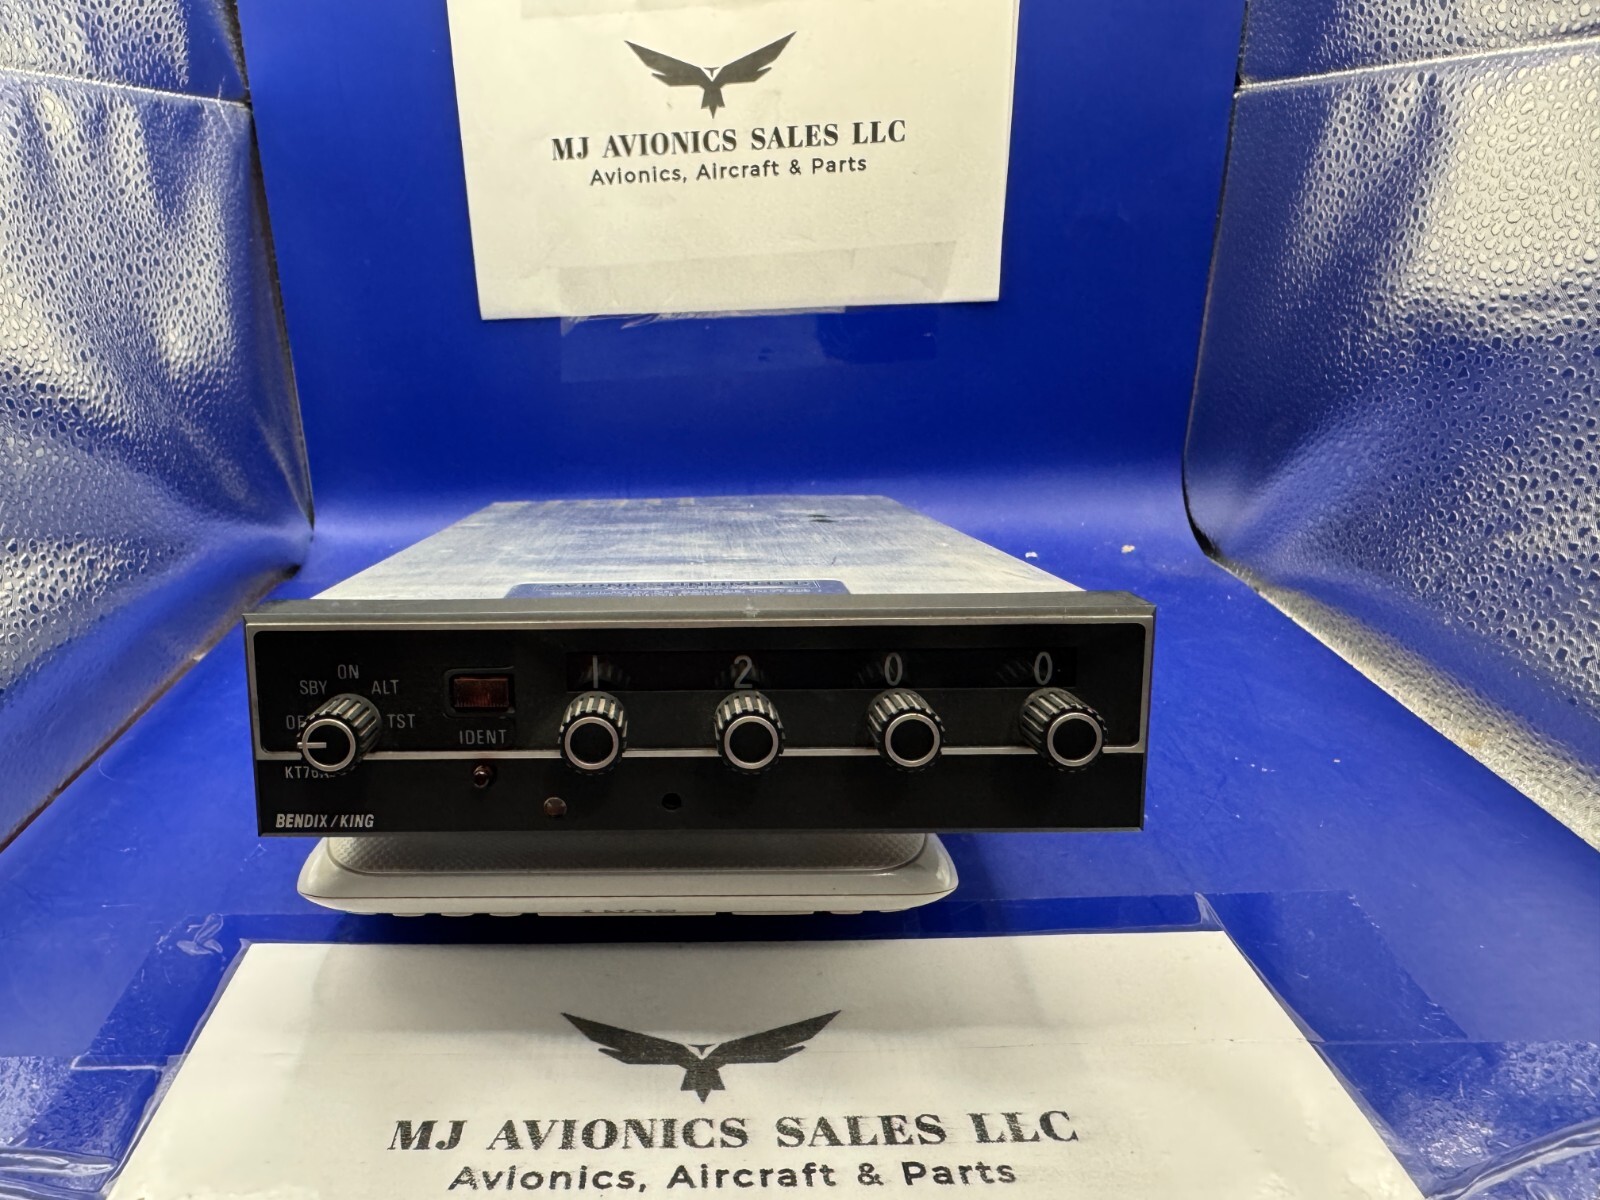 MJ AVIONICS SALES LLC
Avionics, Aircraft & Parts
1 2 0 0
ON
SBY ALT
TST
IDENT
BENDIX/KING
MJ AVIONICS SALES LLC
Avionics, Aircraft & Parts